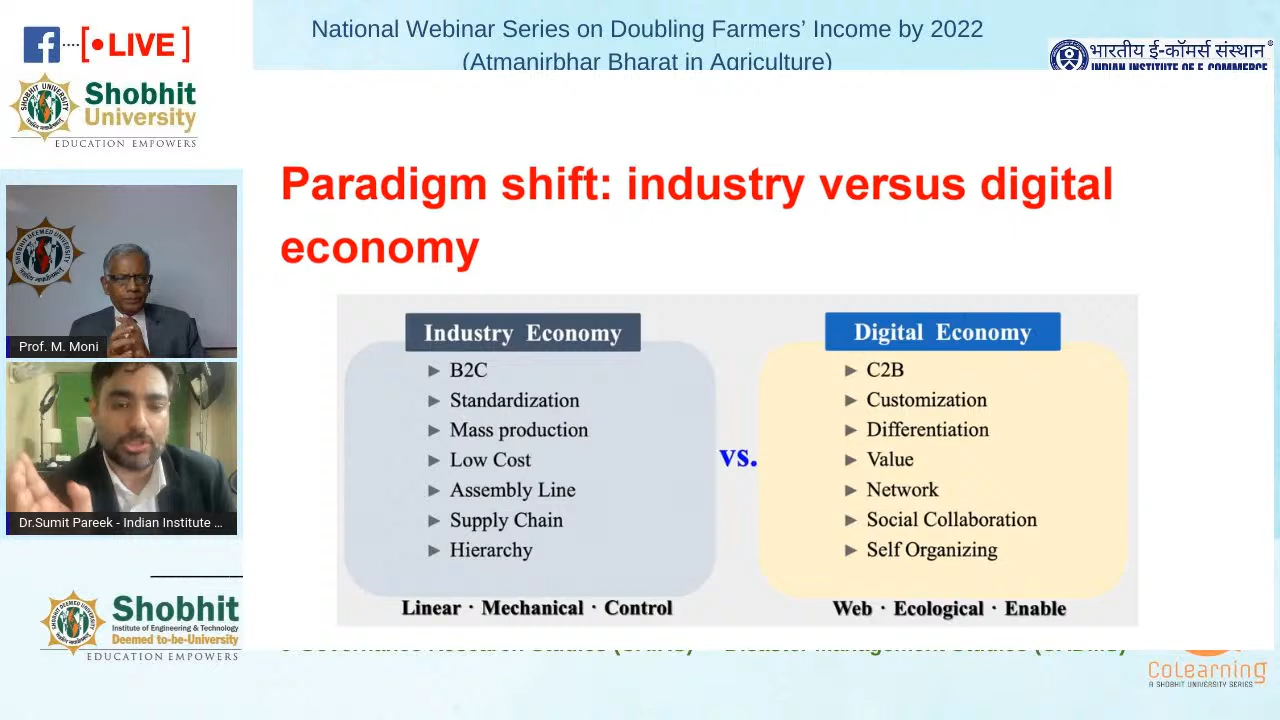 National Webinar Series on Doubling Farmers' Income by 2022
(Atmanirbhar Bharat in Agriculture)
f
LIVE
भारतीय ई-कॉमर्स संस्थान
INDIAN INSTITUTE OF E-COMMERCE
Shobhit
University
EDUCATION EMPOWERS
Paradigm shift: industry versus digital
economy
Prof. M. Moni
Dr.Sumit Pareek - Indian Institute ...
Industry Economy
B2C
Standardization
Mass production
Low Cost
Assembly Line
Supply Chain
Hierarchy
Linear · Mechanical · Control
vs.
Digital Economy
C2B
Customization
Differentiation
Value
Network
Social Collaboration
Self Organizing
Web · Ecological · Enable
Shobhit
Institute of Engineering & Technology
Deemed to-be-University
EDUCATION EMPOWERS
CoLearning
A SHOBHIT UNIVERSITY SERIES